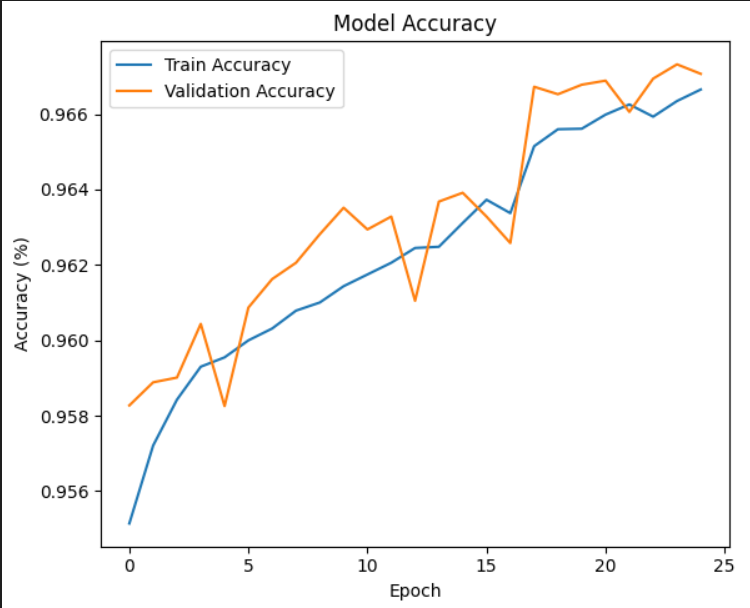 Model Accuracy
Train Accuracy
Validation Accuracy
0.966
0.964
0.962
0.960
0.958
0.956
Accuracy (%)
0 5 10 15 20 25
Epoch